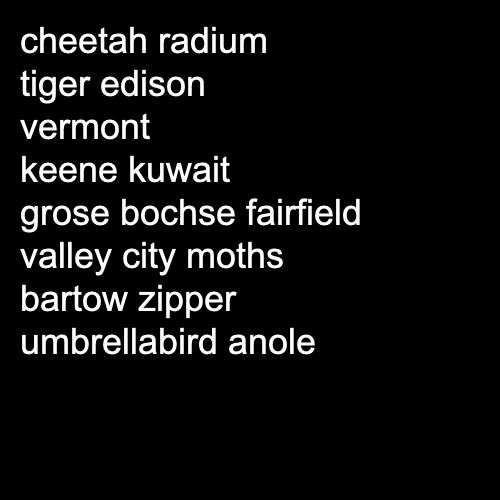 cheetah radium
tiger edison
vermont
keene kuwait
grose bochse fairfield
valley city moths
bartow zipper
umbrellabird anole